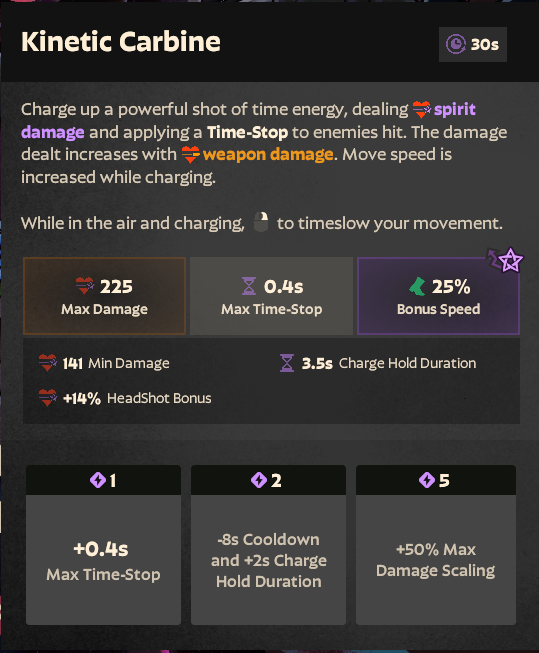 Kinetic Carbine
30s
Charge up a powerful shot of time energy, dealing spirit
damage and applying a Time-Stop to enemies hit. The damage
dealt increases with weapon damage. Move speed is
increased while charging.
While in the air and charging, to timeslow your movement.
225
Max Damage
0.4s
Max Time-Stop
25%
Bonus Speed
141 Min Damage
3.5s Charge Hold Duration
+14% HeadShot Bonus
1
+0.4s
Max Time-Stop
2
-8s Cooldown
and +2s Charge
Hold Duration
5
+50% Max
Damage Scaling